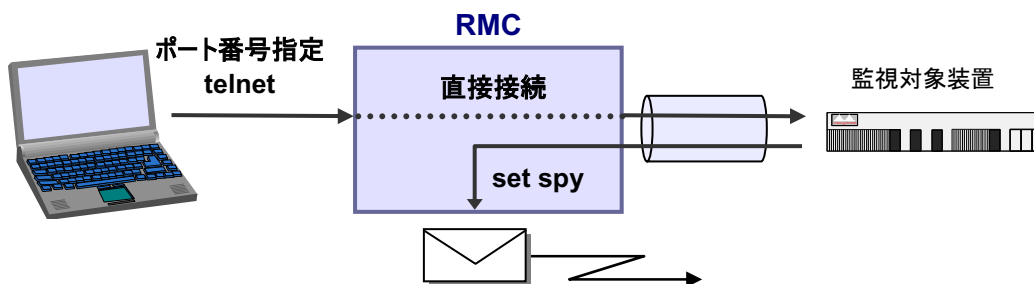 RMC
ポート番号指定
telnet
直接接続
監視対象装置
set spy